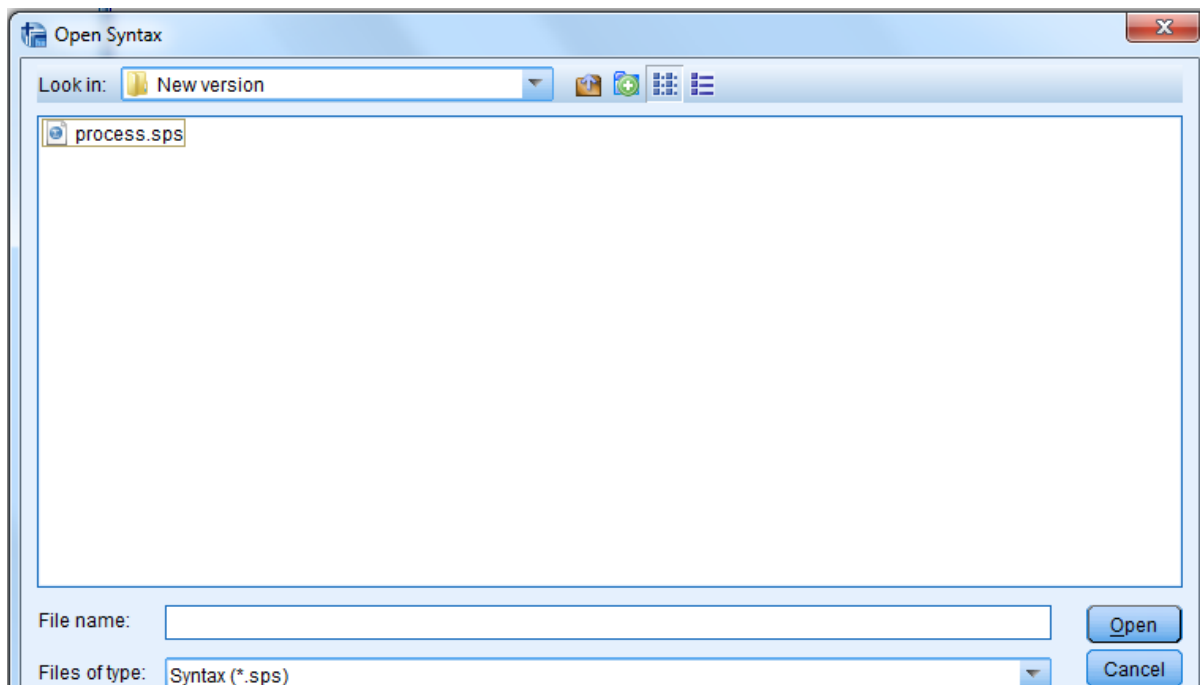 Open Syntax
Look in: New version
process.sps
File name: Open
Files of type: Syntax (*.sps) Cancel